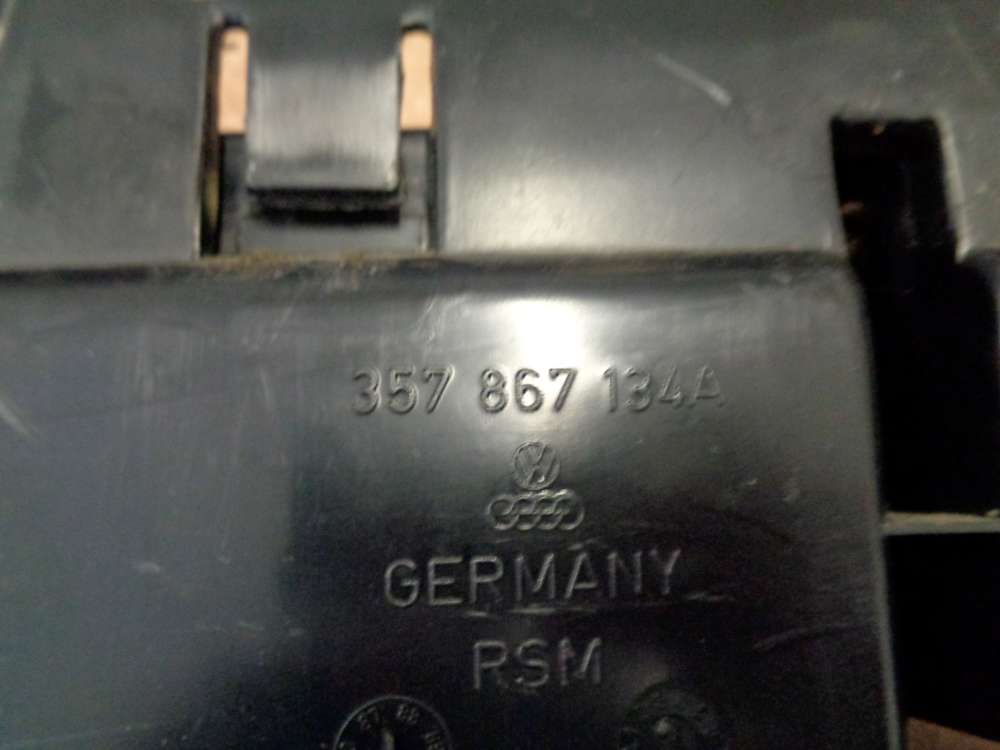 357 867 134A
GERMANY
RSM